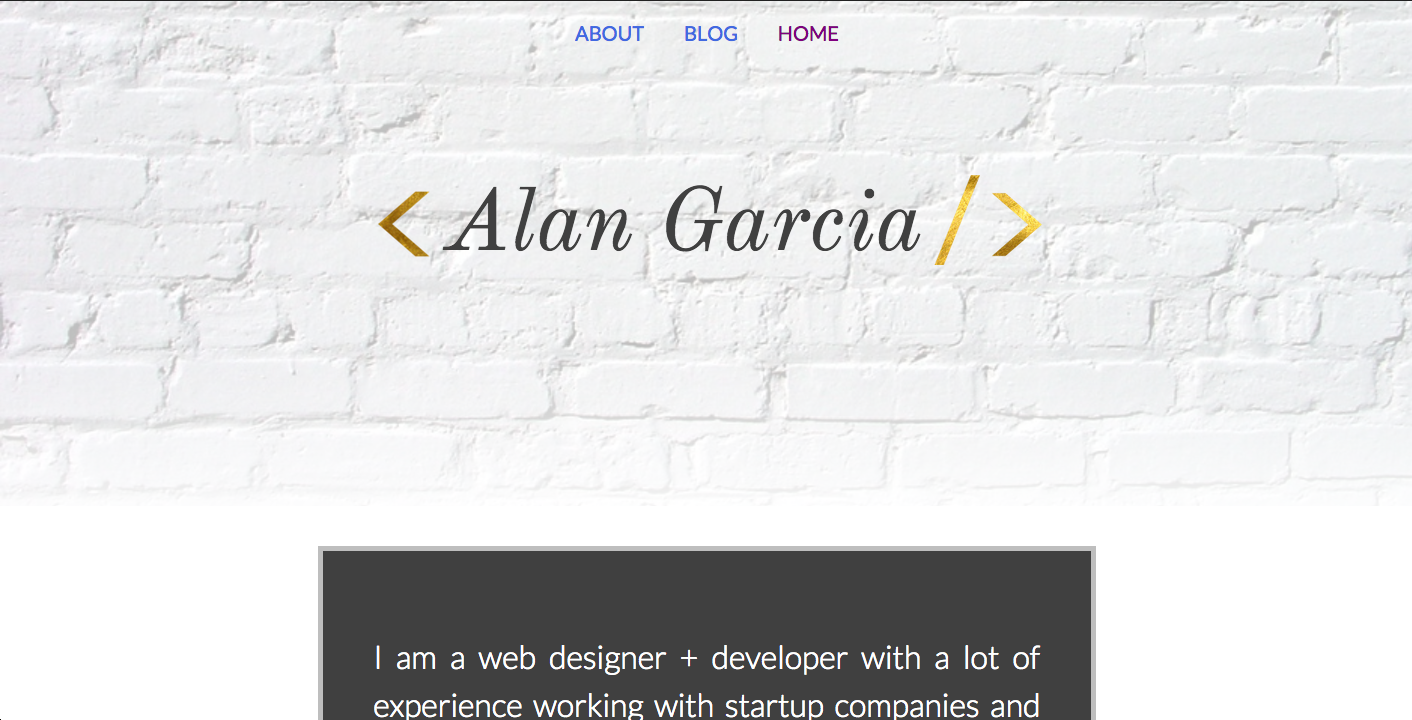 ABOUT BLOG HOME
<Alan Garcia/>
I am a web designer + developer with a lot of
experience working with startup companies and